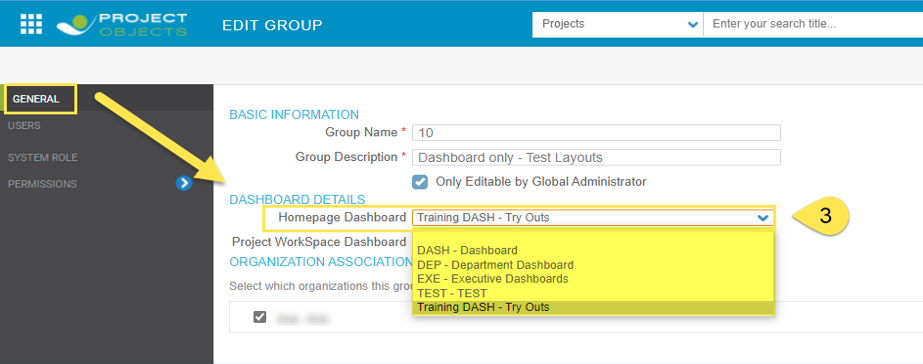 PROJECT
OBJECTS
EDIT GROUP
Projects
Enter your search title...
GENERAL
USERS
SYSTEM ROLE
PERMISSIONS
BASIC INFORMATION
Group Name * 10
Group Description * Dashboard only - Test Layouts
Only Editable by Global Administrator
DASHBOARD DETAILS
Homepage Dashboard Training DASH - Try Outs
3
Project WorkSpace Dashboard
DASH - Dashboard
DEP - Department Dashboard
EXE - Executive Dashboards
TEST - TEST
Training DASH - Try Outs
ORGANIZATION ASSOCIATION
Select which organizations this grou